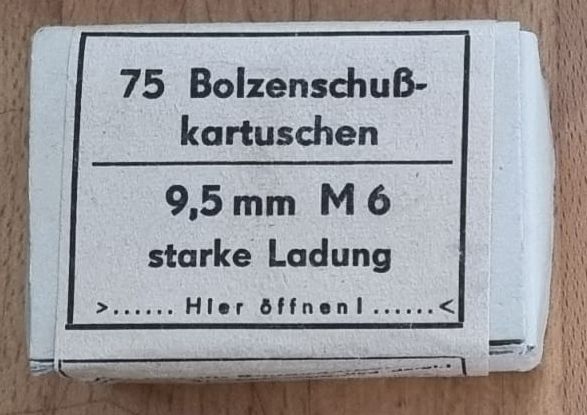 75 Bolzenschuß-
kartuschen
9,5 mm M 6
starke Ladung
>...... Hier öffnen! ......<